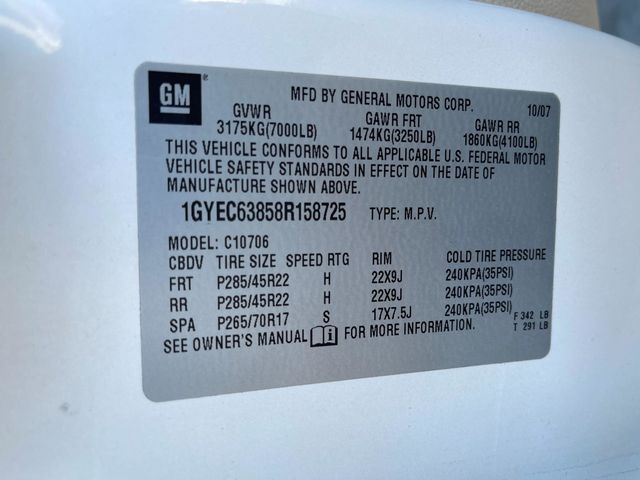 GM ®
MFD BY GENERAL MOTORS CORP. 10/07
GVWR GAWR FRT GAWR RR
3175KG(7000LB) 1474KG(3250LB) 1860KG(4100LB)
THIS VEHICLE CONFORMS TO ALL APPLICABLE U.S. FEDERAL MOTOR
VEHICLE SAFETY STANDARDS IN EFFECT ON THE DATE OF
MANUFACTURE SHOWN ABOVE.
1GYEC63858R158725 TYPE: M.P.V.
MODEL: C10706
CBDV TIRE SIZE SPEED RTG RIM COLD TIRE PRESSURE
FRT P285/45R22 H 22X9J 240KPA(35PSI)
RR P285/45R22 H 22X9J 240KPA(35PSI)
SPA P265/70R17 S 17X7.5J 240KPA(35PSI)
SEE OWNER'S MANUAL FOR MORE INFORMATION. F 342 LB
T 291 LB